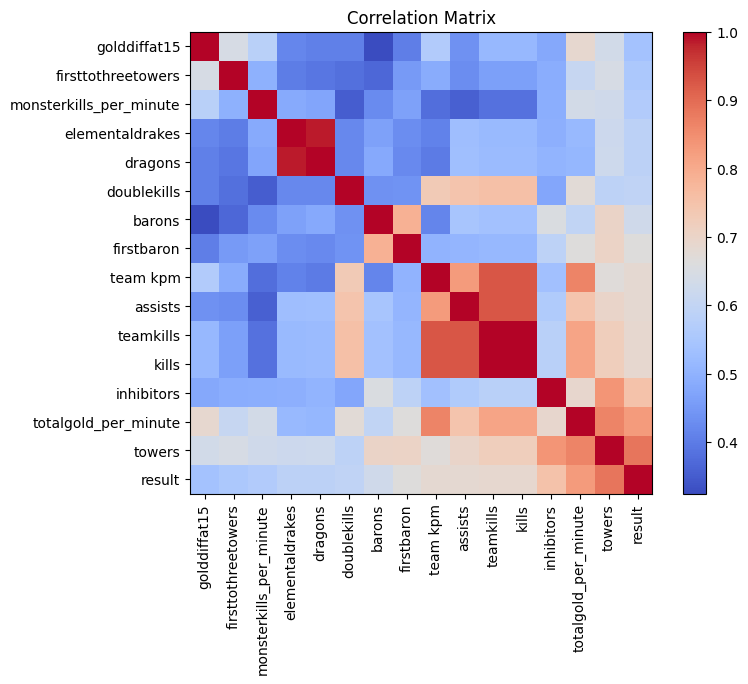 Correlation Matrix
golddiffat15
firsttothreetowers
monsterkills_per_minute
elementaldrakes
dragons
doublekills
barons
firstbaron
team kpm
assists
teamkills
kills
inhibitors
totalgold_per_minute
towers
result
golddiffat15
firsttothreetowers
monsterkills_per_minute
elementaldrakes
dragons
doublekills
barons
firstbaron
team kpm
assists
teamkills
kills
inhibitors
totalgold_per_minute
towers
result
1.0
0.9
0.8
0.7
0.6
0.5
0.4